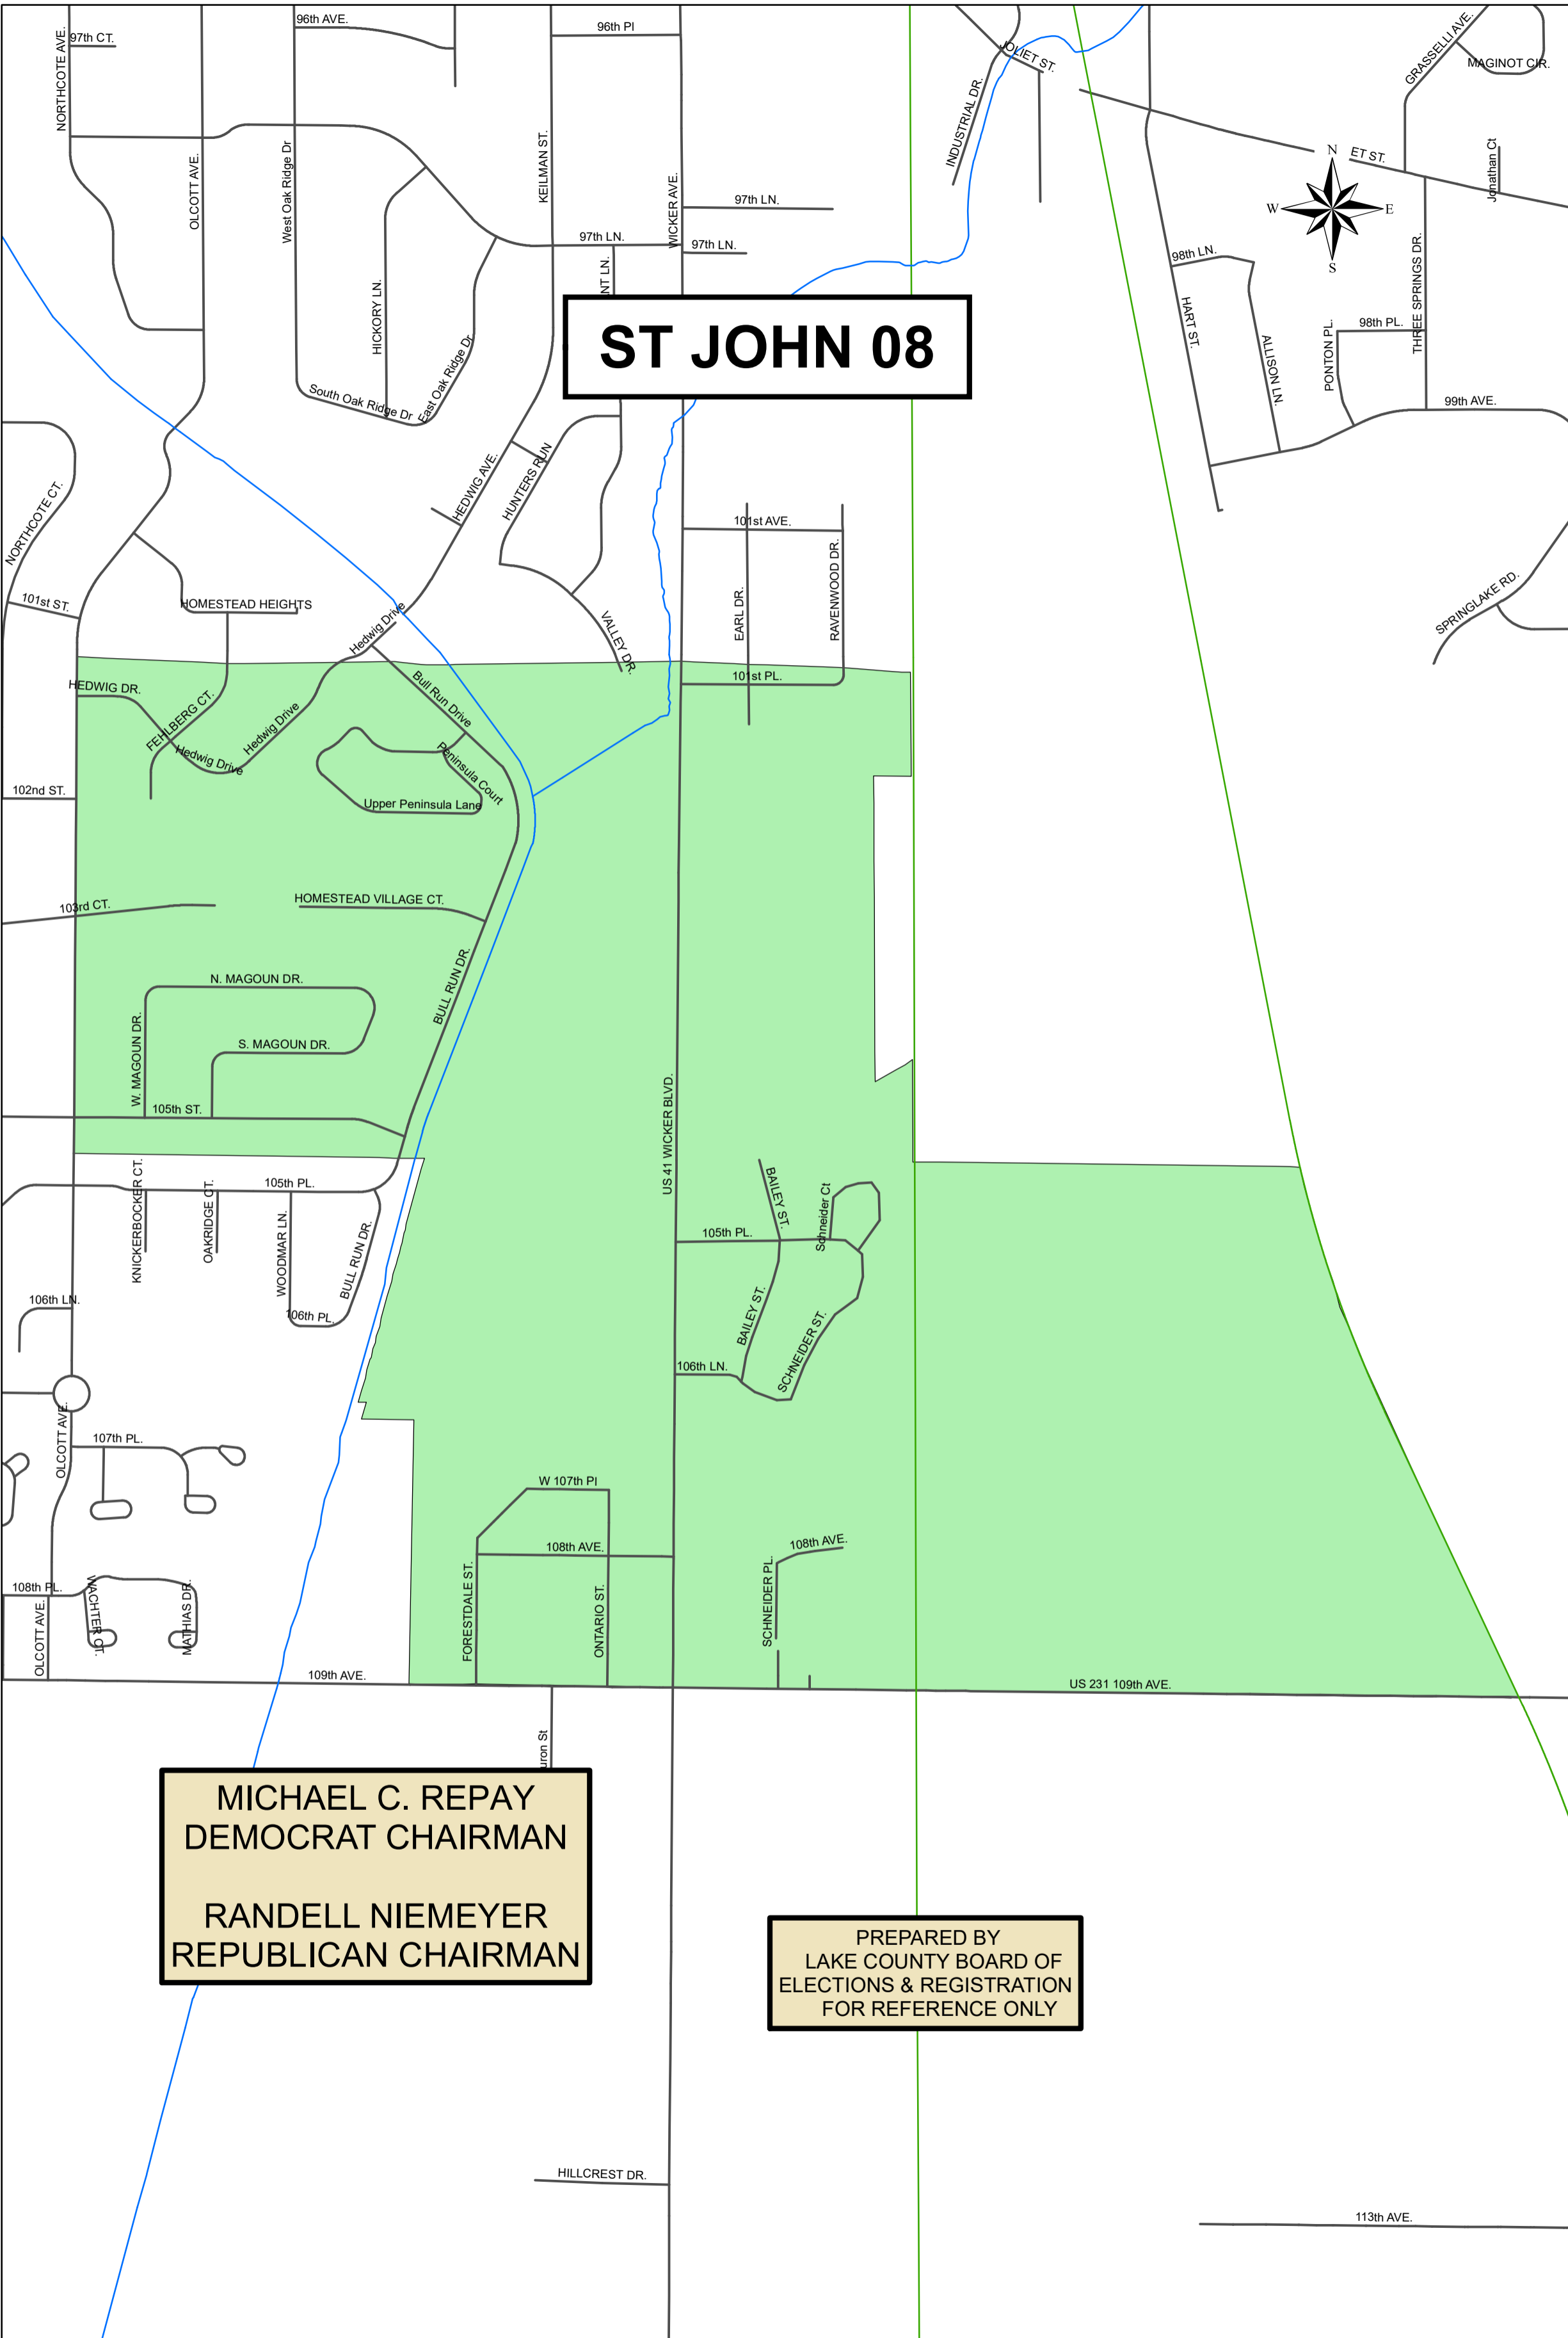 96th AVE.
96th Pl
97th CT.
NORTHCOTE AVE.
JOLIET ST.
GRASSELLI AVE.
MAGINOT CIR.
INDUSTRIAL DR.
OLCOTT AVE.
West Oak Ridge Dr
KEILMAN ST.
WICKER AVE.
N
ET ST.
Jonathan Ct
W
E
S
97th LN.
97th LN.
97th LN.
98th LN.
THREE SPRINGS DR.
HICKORY LN.
HART ST.
98th PL.
PONTON PL.
ALLISON LN.
ST JOHN 08
South Oak Ridge Dr
East Oak Ridge Dr
99th AVE.
NORTHCOTE CT.
HEDWIG AVE.
HUNTERS RUN
101st AVE.
EARL DR.
RAVENWOOD DR.
101st ST.
HOMESTEAD HEIGHTS
Hedwig Drive
VALLEY DR.
SPRINGLAKE RD.
HEDWIG DR.
FEHLBERG CT.
Hedwig Drive
Hedwig Drive
Bull Run Drive
101st PL.
Peninsula Court
Upper Peninsula Lane
102nd ST.
103rd CT.
HOMESTEAD VILLAGE CT.
BULL RUN DR.
N. MAGOUN DR.
W. MAGOUN DR.
S. MAGOUN DR.
105th ST.
US 41 WICKER BLVD.
KNICKERBOCKER CT.
OAKRIDGE CT.
105th PL.
WOODMAR LN.
BULL RUN DR.
106th PL.
106th LN.
BAILEY ST.
Schneider Ct
105th PL.
BAILEY ST.
SCHNEIDER ST.
106th LN.
OLCOTT AVE.
107th PL.
W 107th Pl
108th AVE.
108th AVE.
FORESTDALE ST.
ONTARIO ST.
SCHNEIDER PL.
108th PL.
OLCOTT AVE.
WACHTER CT.
MATHIAS DR.
109th AVE.
US 231 109th AVE.
MICHAEL C. REPAY
DEMOCRAT CHAIRMAN
RANDELL NIEMEYER
REPUBLICAN CHAIRMAN
PREPARED BY
LAKE COUNTY BOARD OF
ELECTIONS & REGISTRATION
FOR REFERENCE ONLY
HILLCREST DR.
113th AVE.